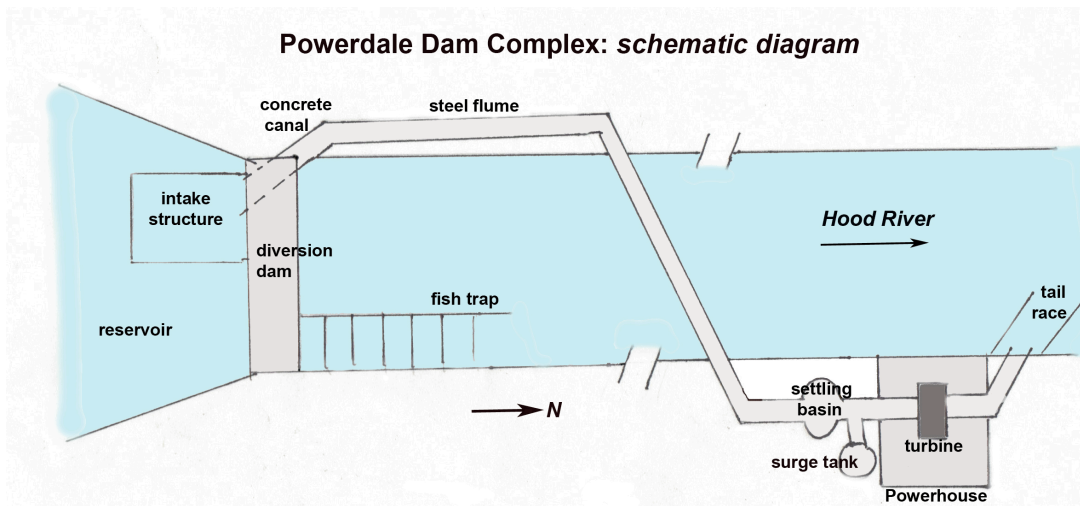 Powerdale Dam Complex: schematic diagram
concrete
canal
steel flume
intake
structure
diversion
dam
Hood River
fish trap
tail
race
reservoir
N
settling
basin
surge tank
turbine
Powerhouse